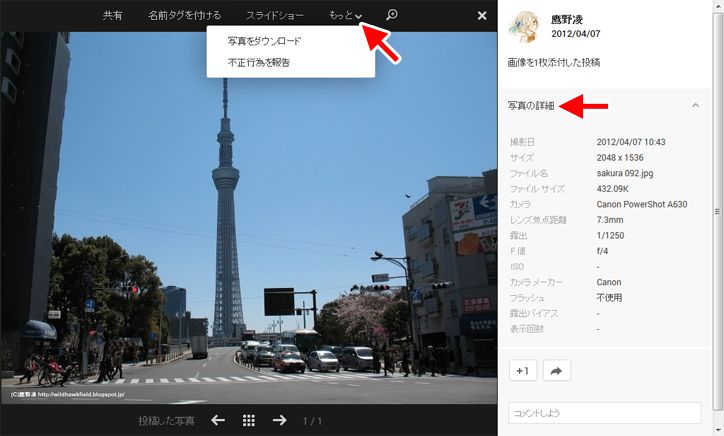 共有 名前タグを付ける スライドショー もっと
写真をダウンロード
不正行為を報告
(C)鷹野凌 http://wildhawkfield.blogspot.jp/
投稿した写真 1 / 1
鷹野凌
2012/04/07
画像を1枚添付した投稿
写真の詳細
撮影日 2012/04/07 10:43
サイズ 2048 x 1536
ファイル名 sakura 092.jpg
ファイル サイズ 432.09K
カメラ Canon PowerShot A630
レンズ焦点距離 7.3mm
露出 1/1250
F 値 f/4
ISO -
カメラ メーカー Canon
フラッシュ 不使用
露出バイアス -
表示回数 -
+1
コメントしよう